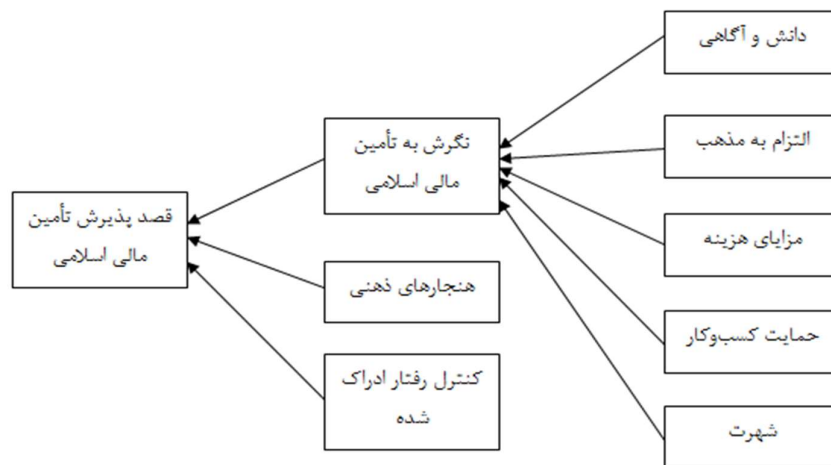 دانش و آگاهی
التزام به مذهب
مزایای هزینه
حمایت کسب‌وکار
شهرت
نگرش به تأمین
مالی اسلامی
هنجارهای ذهنی
کنترل رفتار ادراک
شده
قصد پذیرش تأمین
مالی اسلامی